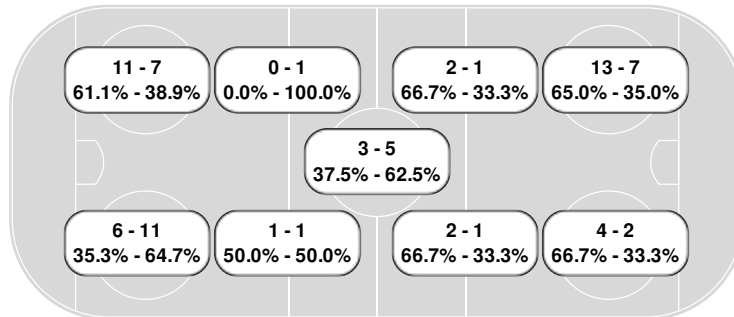 11 - 7
61.1% - 38.9%
0 - 1
0.0% - 100.0%
2 - 1
66.7% - 33.3%
13 - 7
65.0% - 35.0%
3 - 5
37.5% - 62.5%
6 - 11
35.3% - 64.7%
1 - 1
50.0% - 50.0%
2 - 1
66.7% - 33.3%
4 - 2
66.7% - 33.3%